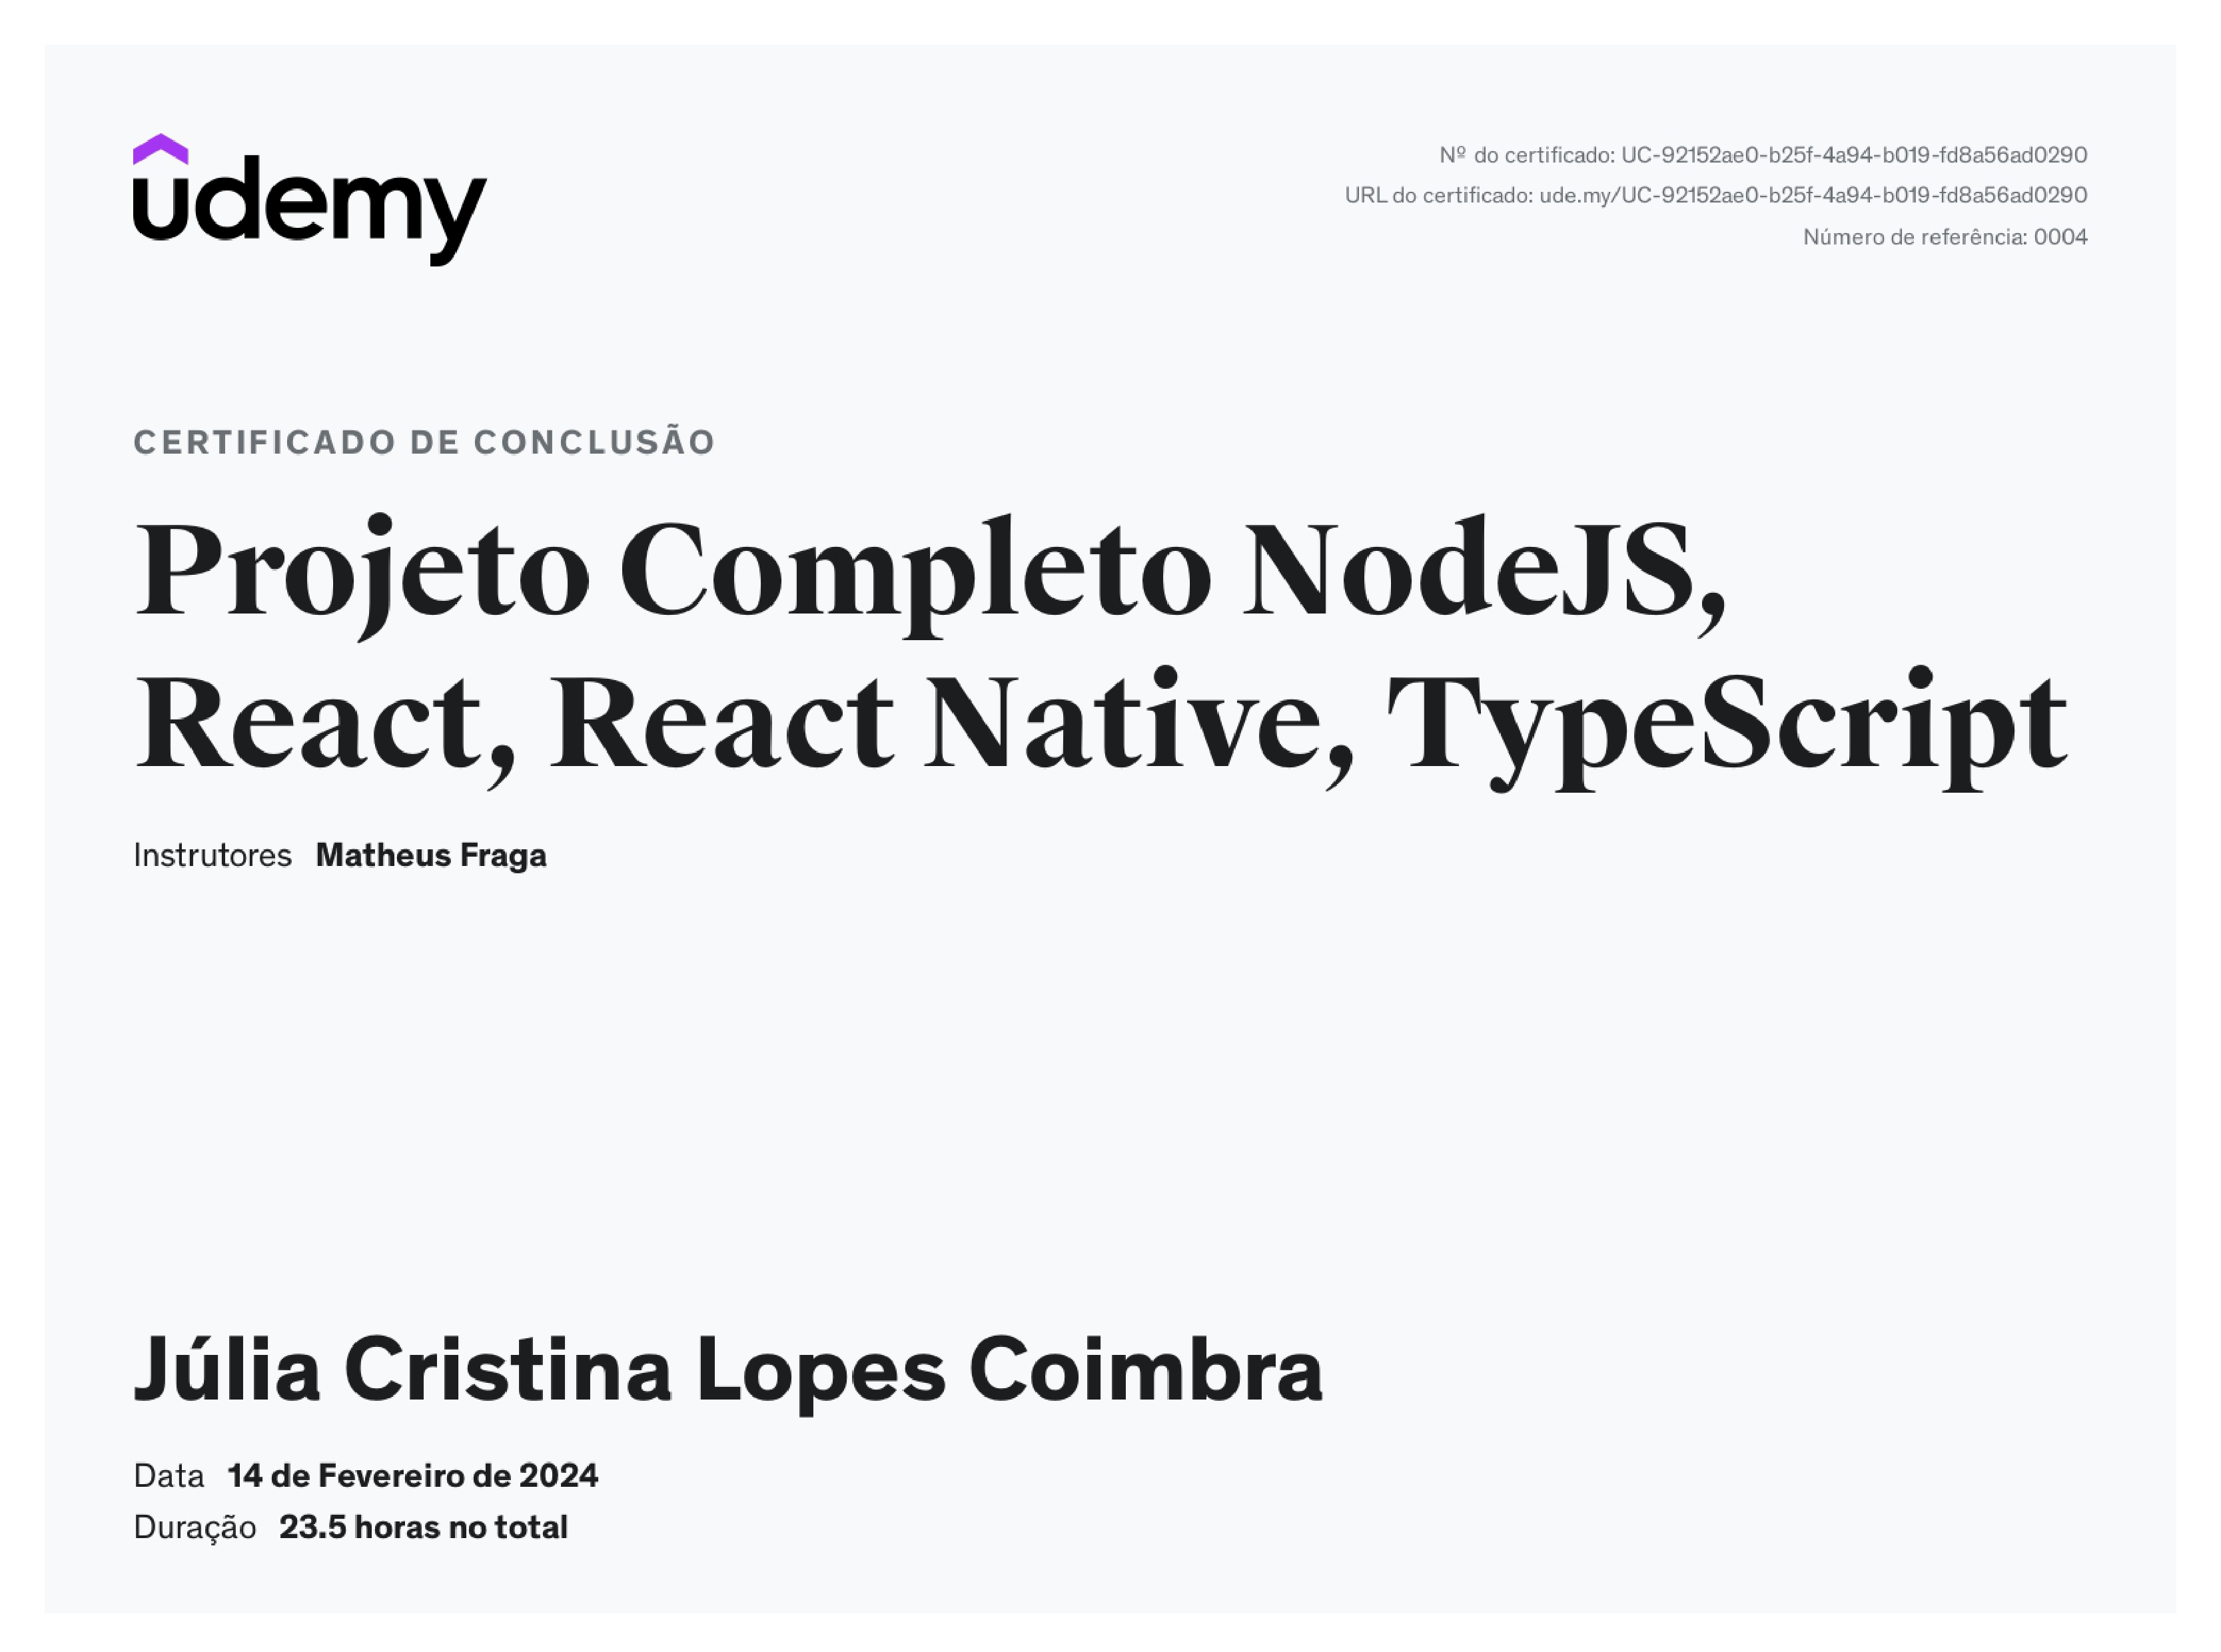 udemy
Nº do certificado: UC-92152ae0-b25f-4a94-b019-fd8a56ad0290
URL do certificado: ude.my/UC-92152ae0-b25f-4a94-b019-fd8a56ad0290
Número de referência: 0004
CERTIFICADO DE CONCLUSÃO
Projeto Completo NodeJS,
React, React Native, TypeScript
Instrutores Matheus Fraga
Júlia Cristina Lopes Coimbra
Data 14 de Fevereiro de 2024
Duração 23.5 horas no total